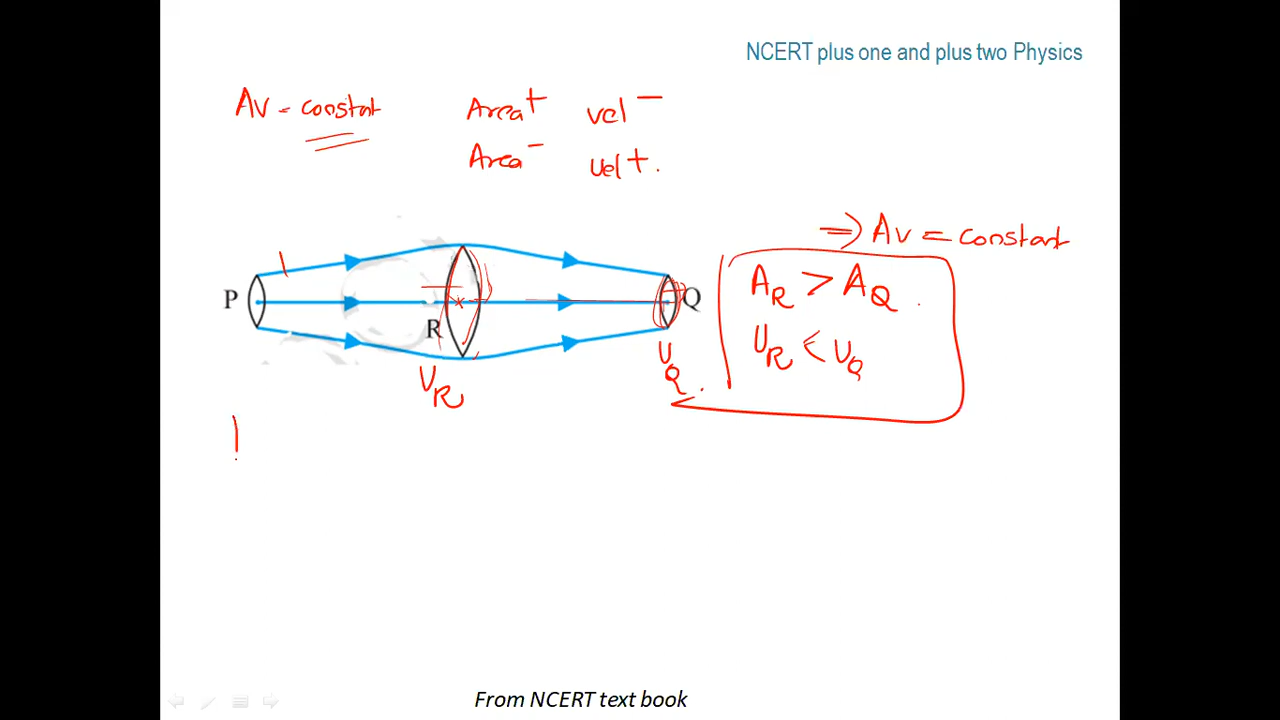 NCERT plus one and plus two Physics
Av = constat
Area + vel -
Area - vel +.
⇒ Av = constant
A_R > A_Q.
P
R
Q
v_R < v_Q
v_R
v_Q.
From NCERT text book